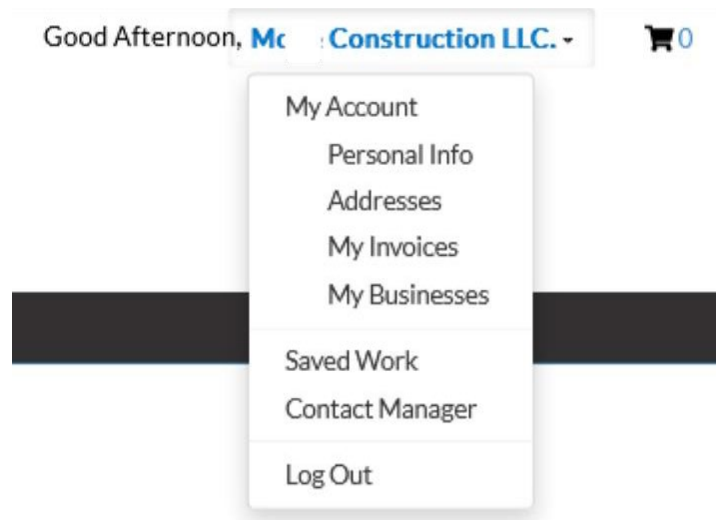 Good Afternoon, Construction LLC. 0
My Account
Personal Info
Addresses
My Invoices
My Businesses
Saved Work
Contact Manager
Log Out